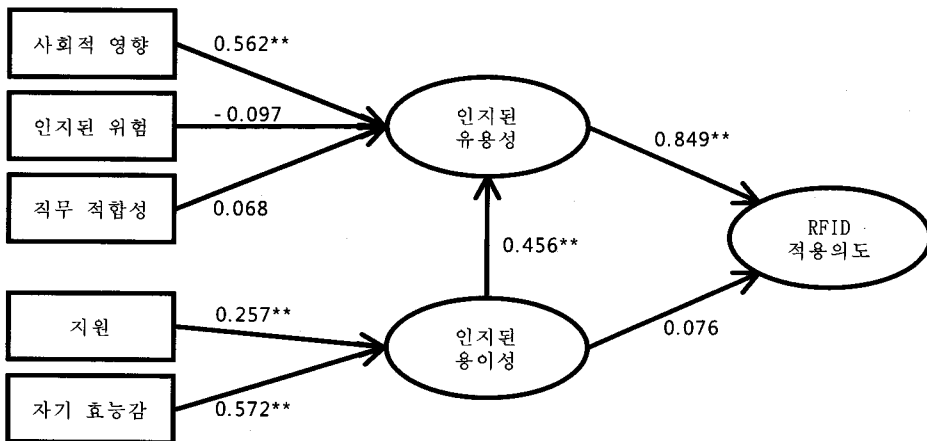 사회적 영향
0.562**
인지된 위험
-0.097
직무 적합성
0.068
인지된
유용성
0.849**
RFID
적용의도
0.456**
지원
0.257**
인지된
용이성
0.076
자기 효능감
0.572**